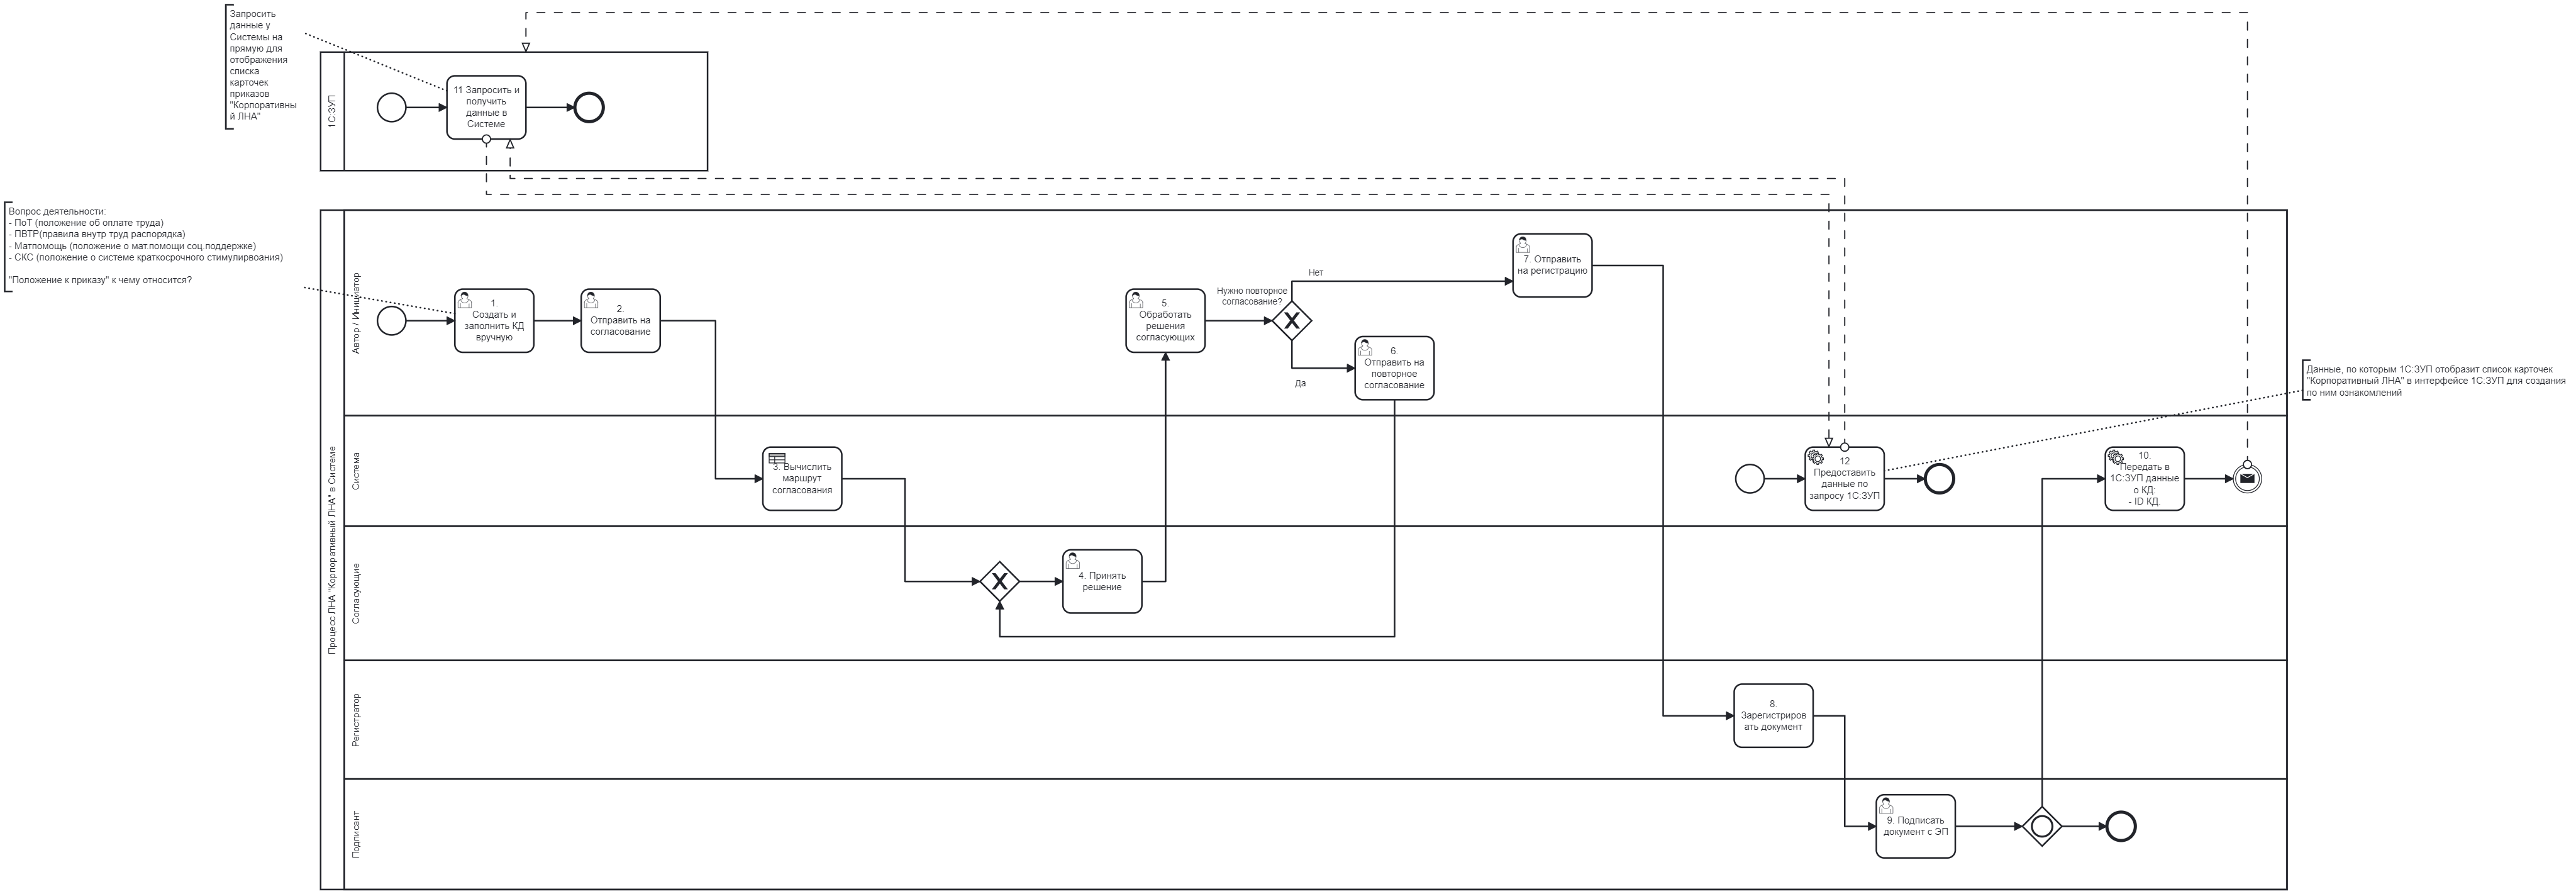 Запросить
данные у
Системы на
прямую для
отображения
списка
карточек
приказов
"Корпоративны
й ЛНА"
1С:ЗУП
11 Запросить и
получить
данные в
Системе
Вопрос деятельности:
- ПоТ (положение об оплате труда)
- ПВТР(правила внутр труд распорядка)
- Матпомощь (положение о мат.помощи соц.поддержке)
- СКС (положение о системе краткосрочного стимулирвоания)
"Положение к приказу" к чему относится?
Процесс ЛНА "Корпоративный ЛНА" в Системе
Автор / Инициатор
1.
Создать и
заполнить КД
вручную
2.
Отправить на
согласование
5.
Обработать
решения
согласующих
Нужно повторное
согласование?
Нет
Да
6.
Отправить на
повторное
согласование
7. Отправить
на регистрацию
Данные, по которым 1С:ЗУП отобразит список карточек
"Корпоративный ЛНА" в интерфейсе 1С:ЗУП для создания
по ним ознакомлений
Система
3. Вычислить
маршрут
согласования
12
Предоставить
данные по
запросу 1С:ЗУП
10.
Передать в
1С:ЗУП данные
о КД:
- ID КД.
Согласующие
4. Принять
решение
Регистратор
8.
Зарегистриров
ать документ
Подписант
9. Подписать
документ с ЭП